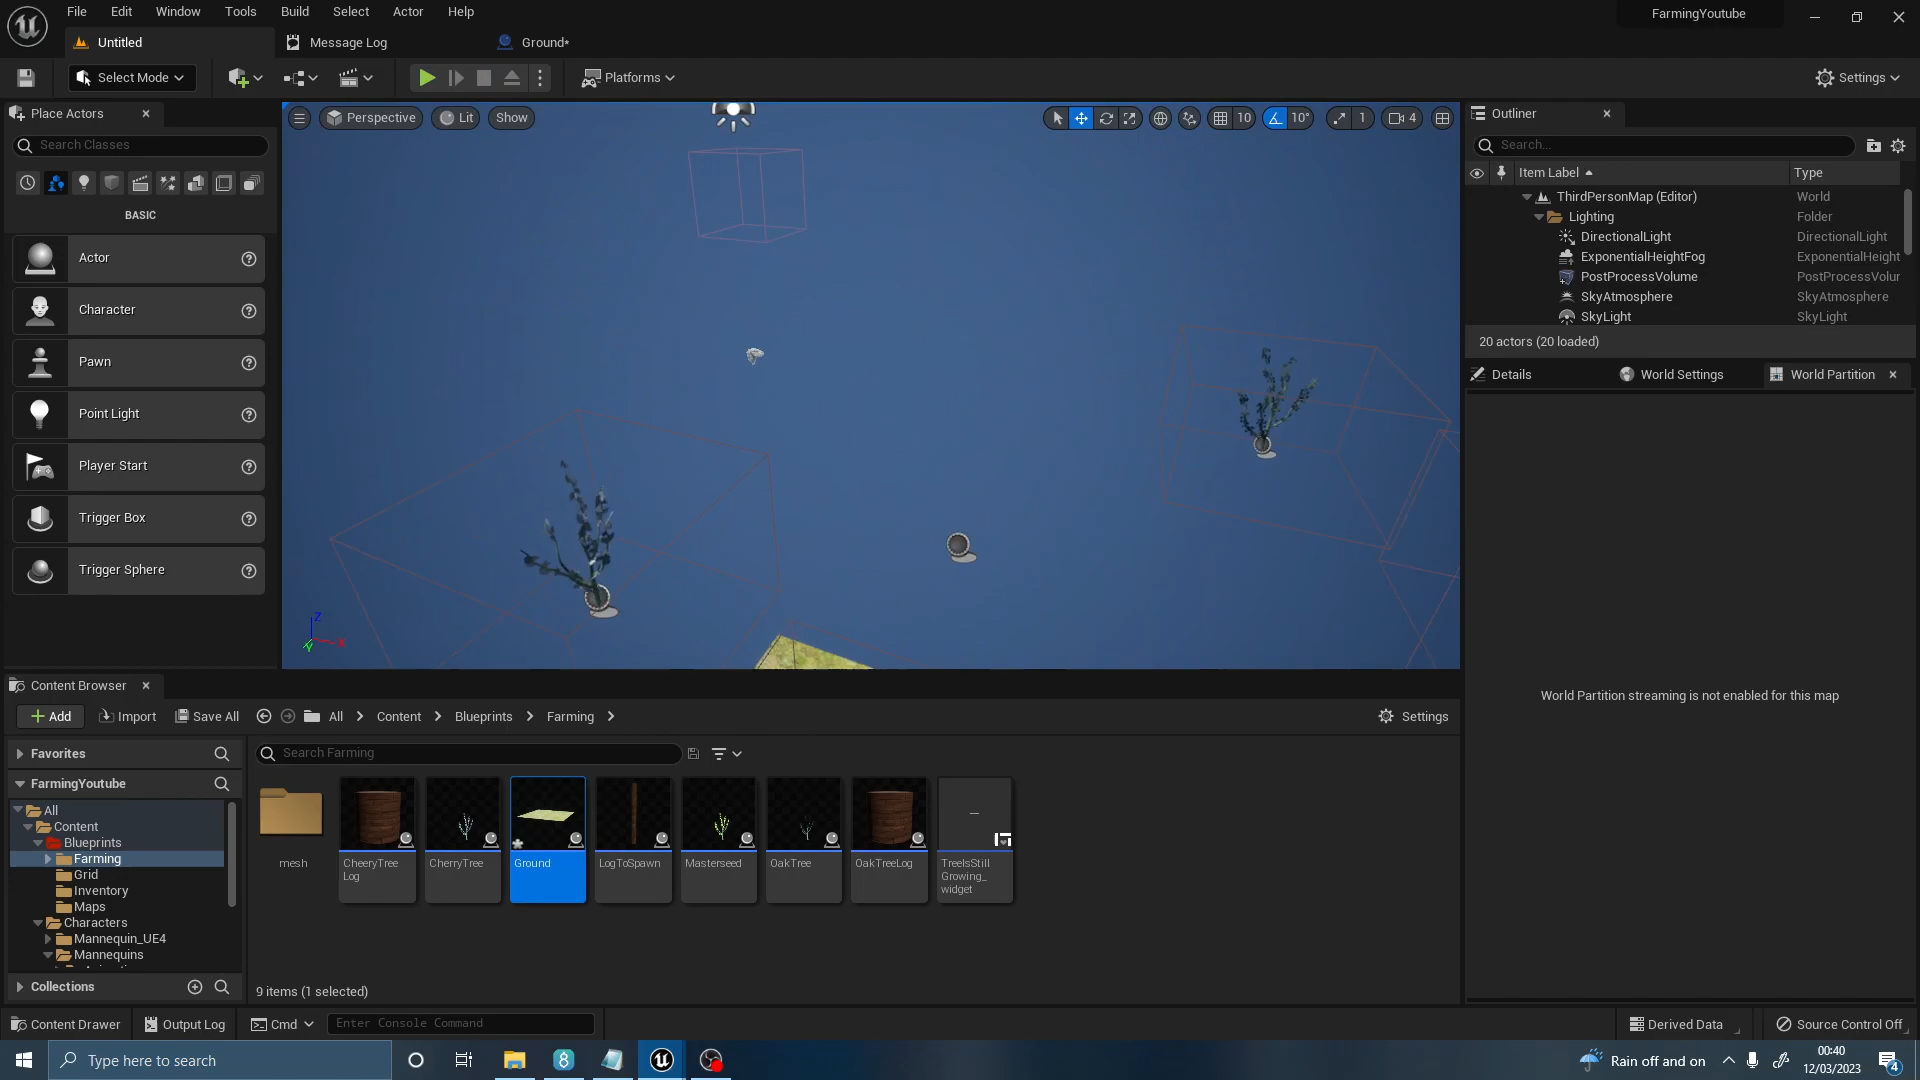 File Edit Window Tools Build Select Actor Help
FarmingYoutube
Untitled
Message Log
Ground*
Select Mode
Platforms
Settings
Place Actors
Search Classes
BASIC
Actor
Character
Pawn
Point Light
Player Start
Trigger Box
Trigger Sphere
Perspective
Lit
Show
10
10°
1
4
Z
X
Y
Outliner
Search...
Item Label
Type
ThirdPersonMap (Editor) World
Lighting Folder
DirectionalLight DirectionalLight
ExponentialHeightFog ExponentialHeight
PostProcessVolume PostProcessVolur
SkyAtmosphere SkyAtmosphere
SkyLight SkyLight
20 actors (20 loaded)
Details
World Settings
World Partition
World Partition streaming is not enabled for this map
Content Browser
Add
Import
Save All
All
Content
Blueprints
Farming
Settings
Favorites
FarmingYoutube
All
Content
Blueprints
Farming
Grid
Inventory
Maps
Characters
Mannequin_UE4
Mannequins
Collections
Search Farming
mesh
CheeryTree
Log
CherryTree
Ground
LogToSpawn
Masterseed
OakTree
OakTreeLog
TreeIsStill
Growing_
widget
9 items (1 selected)
Content Drawer
Output Log
Cmd
Enter Console Command
Derived Data
Source Control Off
Type here to search
Rain off and on
00:40
12/03/2023
4